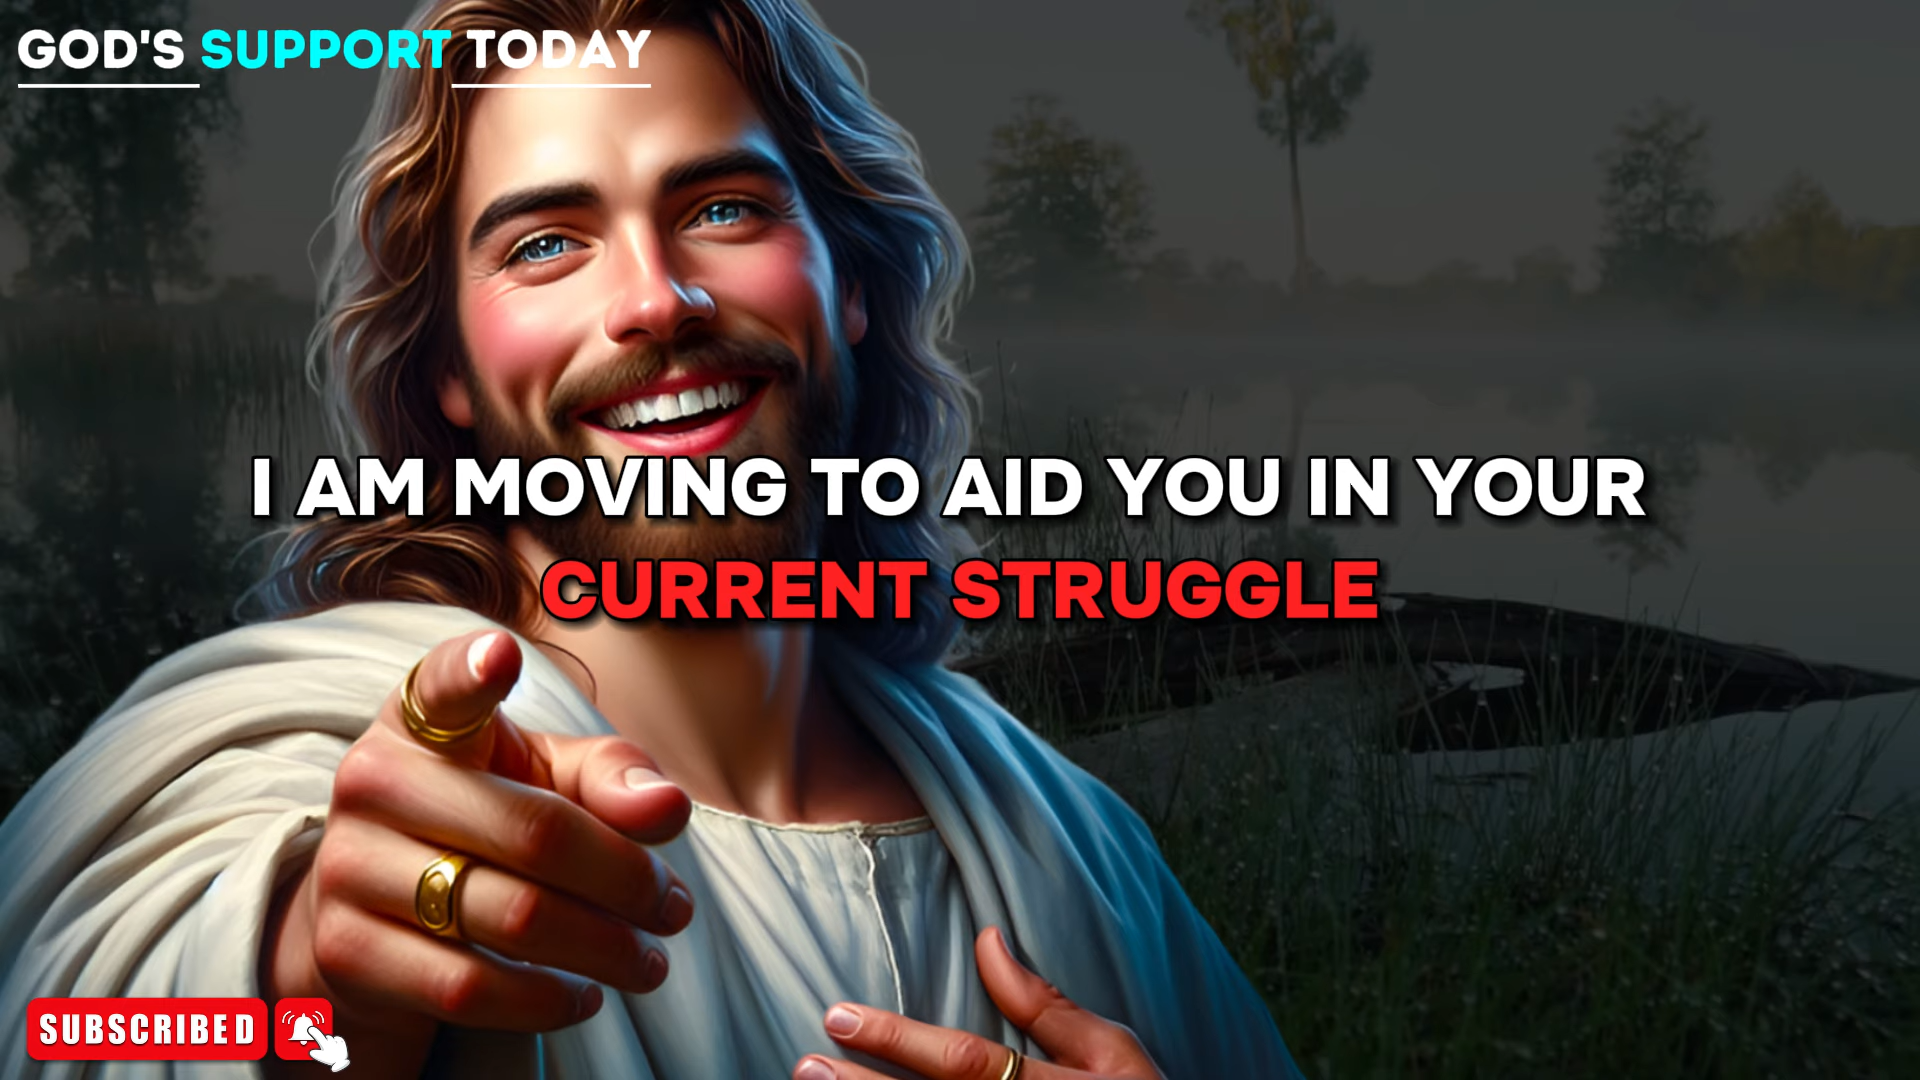 GOD'S SUPPORT TODAY
I AM MOVING TO AID YOU IN YOUR
CURRENT STRUGGLE
SUBSCRIBED